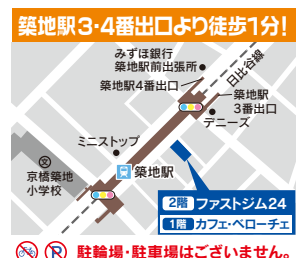 築地駅3・4番出口より徒歩1分!
みずほ銀行
築地駅前出張所
日比谷線
築地駅4番出口
築地駅
3番出口
デニーズ
ミニストップ
文
築地駅
京橋築地
小学校
2階 ファストジム24
1階 カフェ・ベローチェ
P 駐輪場・駐車場はございません。